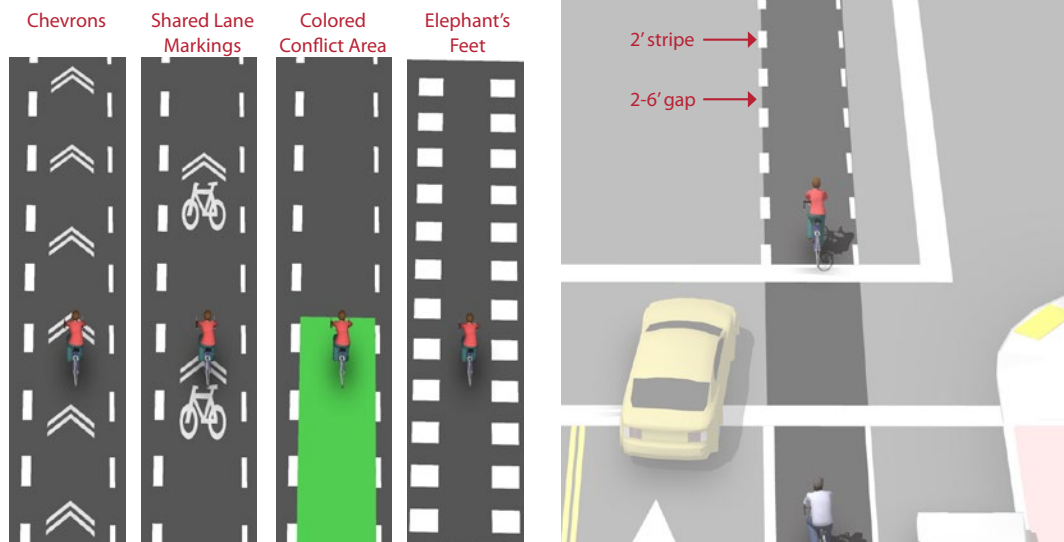 Chevrons
Shared Lane
Markings
Colored
Conflict Area
Elephant’s
Feet
2’ stripe
2-6’ gap